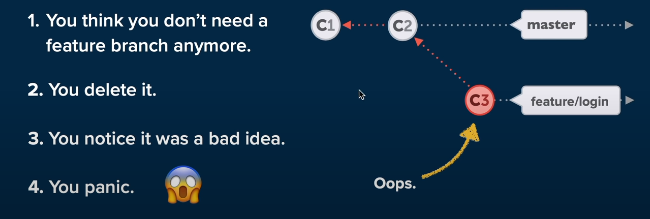 1. You think you don't need a
feature branch anymore.
2. You delete it.
3. You notice it was a bad idea.
4. You panic.
C1
C2
master
C3
feature/login
Oops.